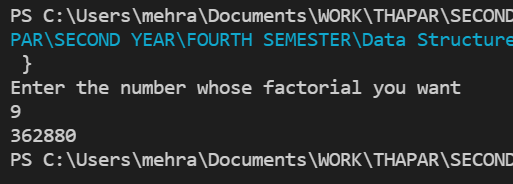 PS C:\Users\mehra\Documents\WORK\THAPAR\SECOND
PAR\SECOND YEAR\FOURTH SEMESTER\Data Structure
}
Enter the number whose factorial you want
9
362880
PS C:\Users\mehra\Documents\WORK\THAPAR\SECOND